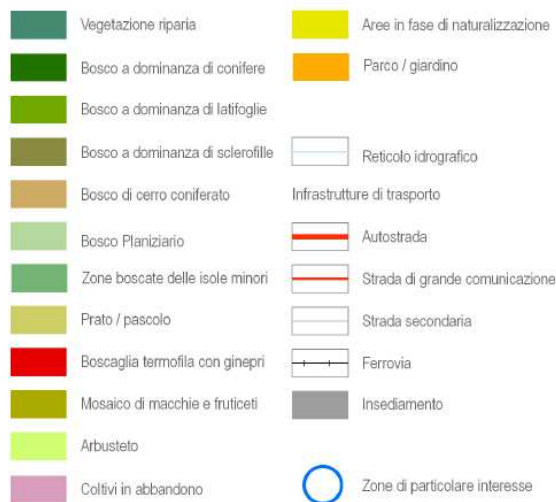 Vegetazione riparia
Bosco a dominanza di conifere
Bosco a dominanza di latifoglie
Bosco a dominanza di sclerofille
Bosco di cerro coniferato
Bosco Planiziario
Zone boscate delle isole minori
Prato / pascolo
Boscaglia termofila con ginepri
Mosaico di macchie e fruticeti
Arbusteto
Coltivi in abbandono
Aree in fase di naturalizzazione
Parco / giardino
Reticolo idrografico
Infrastrutture di trasporto
Autostrada
Strada di grande comunicazione
Strada secondaria
Ferrovia
Insediamento
Zone di particolare interesse